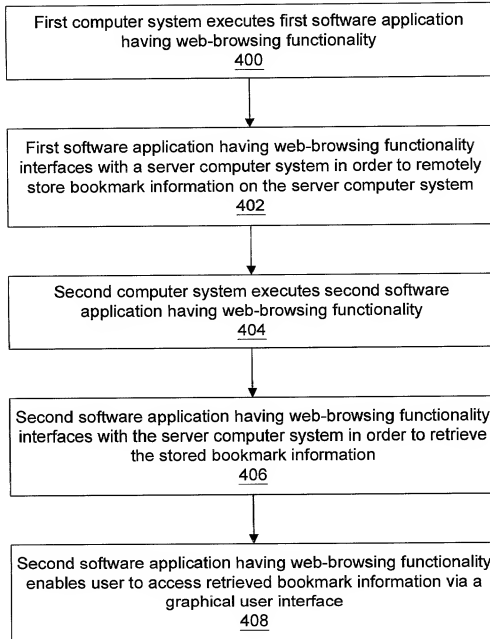 First computer system executes first software application
having web-browsing functionality
400
First software application having web-browsing functionality
interfaces with a server computer system in order to remotely
store bookmark information on the server computer system
402
Second computer system executes second software
application having web-browsing functionality
404
Second software application having web-browsing functionality
interfaces with the server computer system in order to retrieve
the stored bookmark information
406
Second software application having web-browsing functionality
enables user to access retrieved bookmark information via a
graphical user interface
408